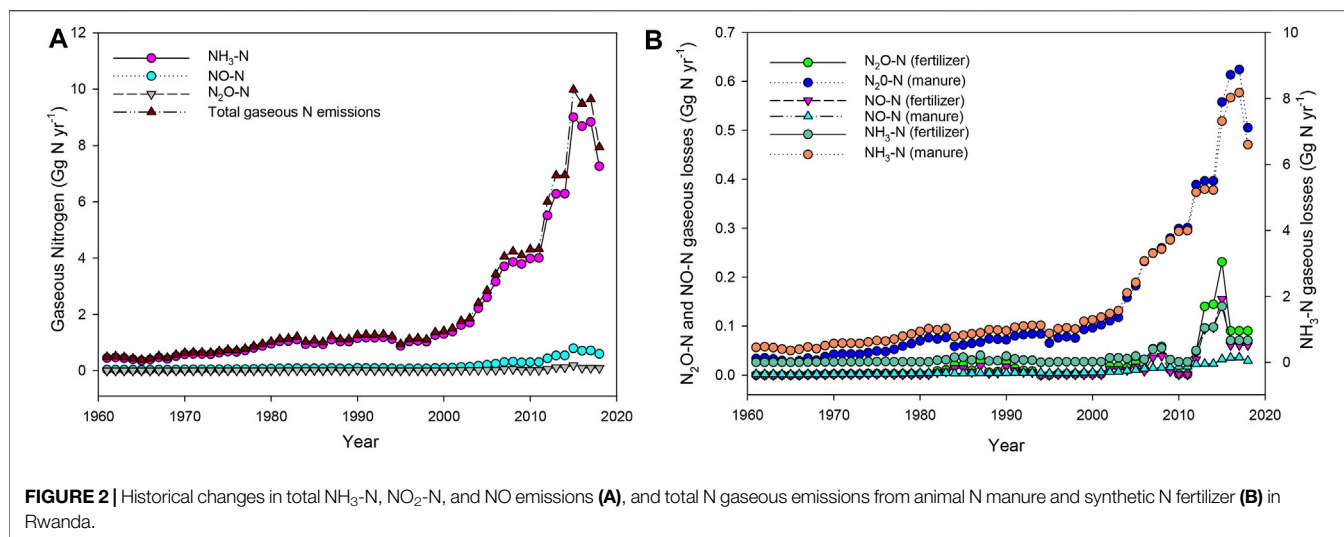 A
NH₃-N
NO-N
N₂O-N
Total gaseous N emissions
Gaseous Nitrogen (Gg N yr⁻¹)
12
10
8
6
4
2
0
1960 1970 1980 1990 2000 2010 2020
Year
B
N₂O-N (fertilizer)
N₂0-N (manure)
NO-N (fertilizer)
NO-N (manure)
NH₃-N (fertilizer)
NH₃-N (manure)
N₂O-N and NO-N gaseous losses (Gg N yr⁻¹)
0.7
0.6
0.5
0.4
0.3
0.2
0.1
0.0
NH₃-N gaseous losses (Gg N yr⁻¹)
10
8
6
4
2
0
1960 1970 1980 1990 2000 2010 2020
Year
FIGURE 2 | Historical changes in total NH₃-N, NO₂-N, and NO emissions (A), and total N gaseous emissions from animal N manure and synthetic N fertilizer (B) in
Rwanda.